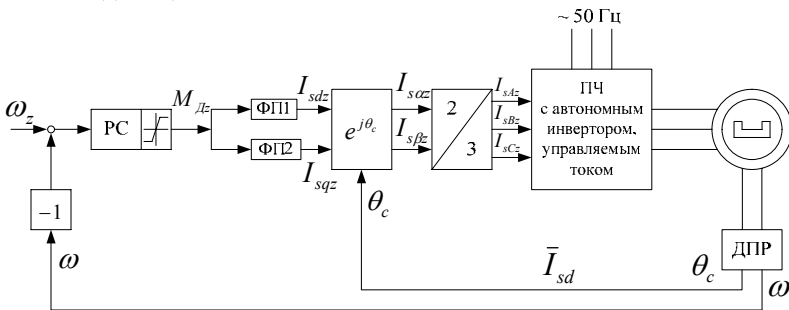 ~ 50 Гц
ω_z
РС
M_Дz
ФП1
ФП2
I_sdz
I_sqz
e^{jθ_c}
I_sαz
I_sβz
2
3
I_sAz
I_sBz
I_sCz
ПЧ
с автономным
инвертором,
управляемым
током
−1
ω
θ_c
Ī_sd
θ_c
ДПР
ω